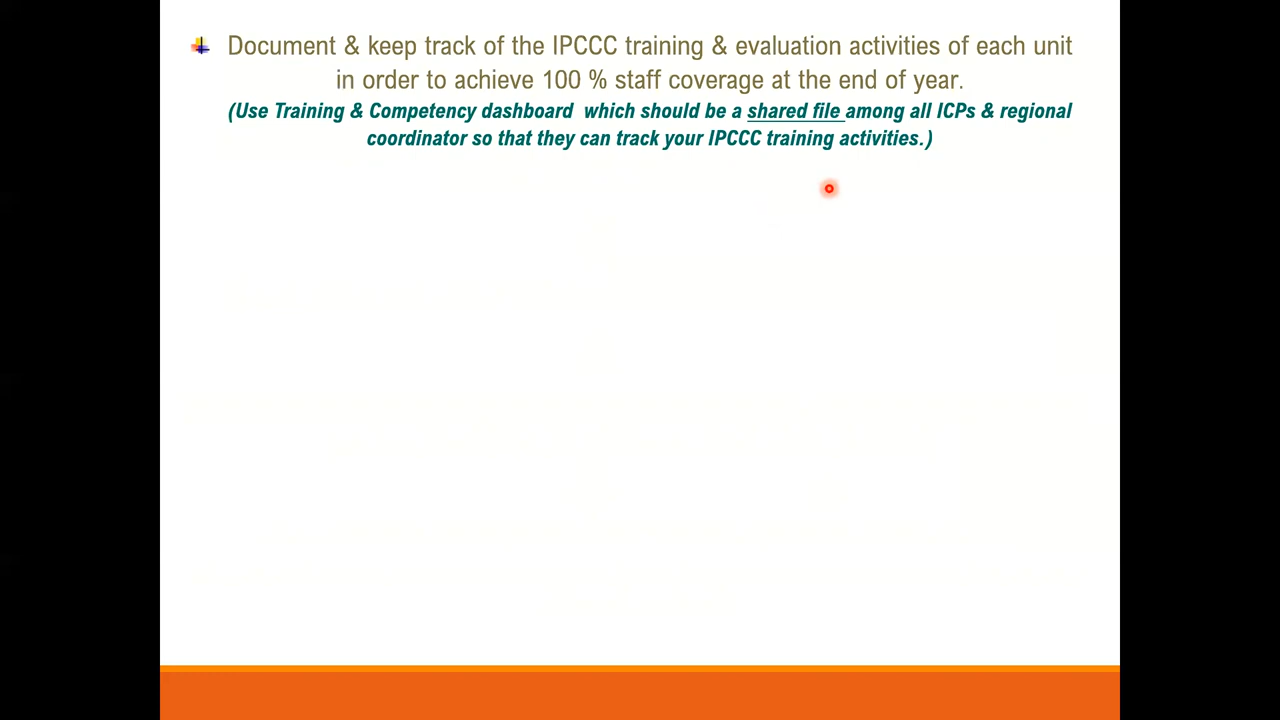 Document & keep track of the IPCCC training & evaluation activities of each unit
in order to achieve 100 % staff coverage at the end of year.
(Use Training & Competency dashboard which should be a shared file among all ICPs & regional
coordinator so that they can track your IPCCC training activities.)